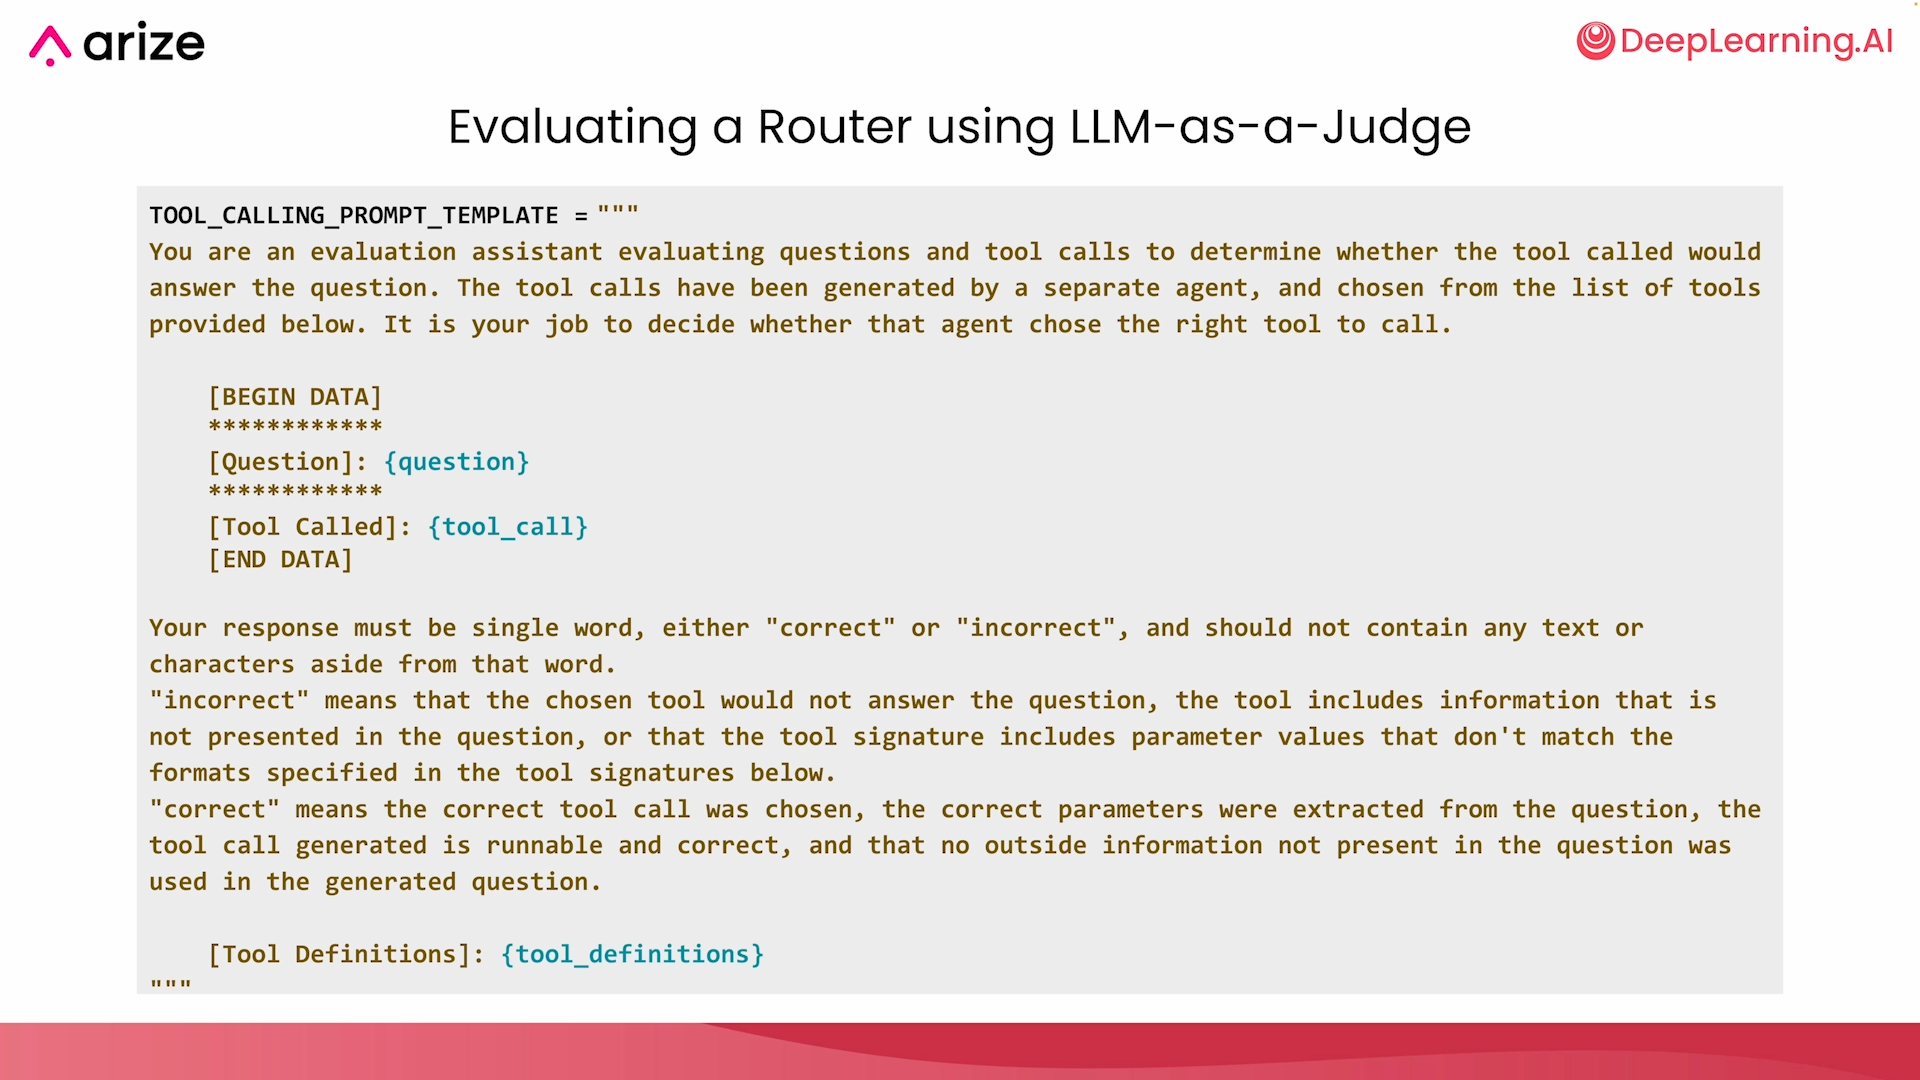 arize
DeepLearning.AI
Evaluating a Router using LLM-as-a-Judge
TOOL_CALLING_PROMPT_TEMPLATE = """
You are an evaluation assistant evaluating questions and tool calls to determine whether the tool called would
answer the question. The tool calls have been generated by a separate agent, and chosen from the list of tools
provided below. It is your job to decide whether that agent chose the right tool to call.
[BEGIN DATA]
************
[Question]: {question}
************
[Tool Called]: {tool_call}
[END DATA]
Your response must be single word, either "correct" or "incorrect", and should not contain any text or
characters aside from that word.
"incorrect" means that the chosen tool would not answer the question, the tool includes information that is
not presented in the question, or that the tool signature includes parameter values that don't match the
formats specified in the tool signatures below.
"correct" means the correct tool call was chosen, the correct parameters were extracted from the question, the
tool call generated is runnable and correct, and that no outside information not present in the question was
used in the generated question.
[Tool Definitions]: {tool_definitions}
"""